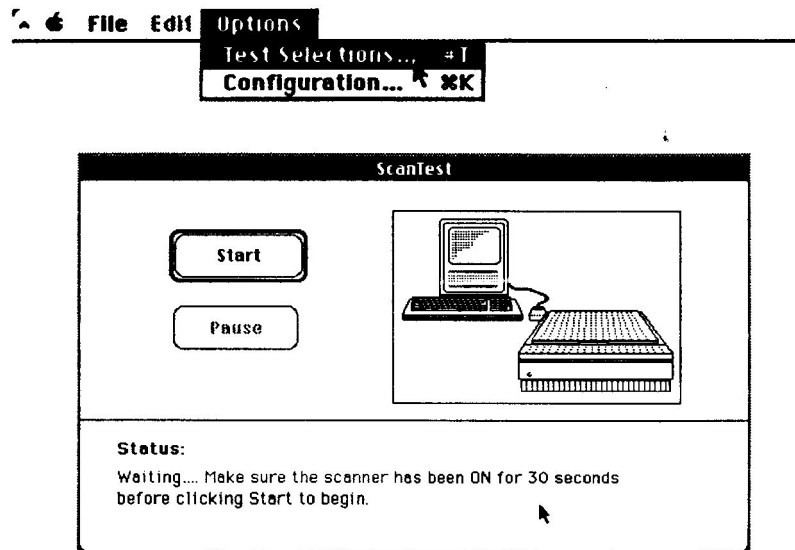 File Edit Options
Test Selections... ⌘T
Configuration... ⌘K
ScanTest
Start
Pause
Status:
Waiting.... Make sure the scanner has been ON for 30 seconds
before clicking Start to begin.